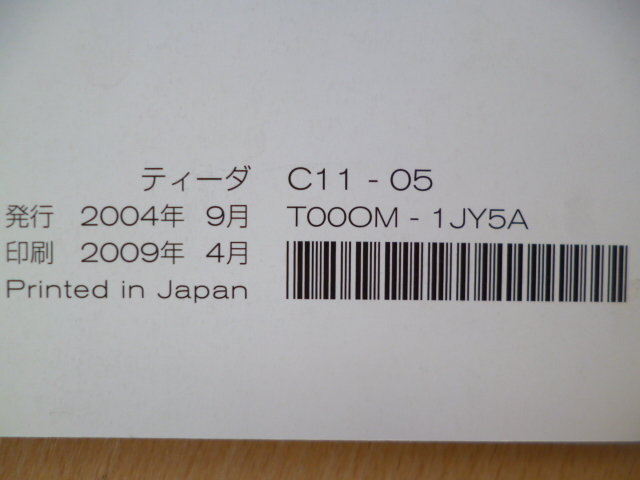 ティーダ C11 - 05
発行 2004年 9月 T00OM - 1JY5A
印刷 2009年 4月
Printed in Japan